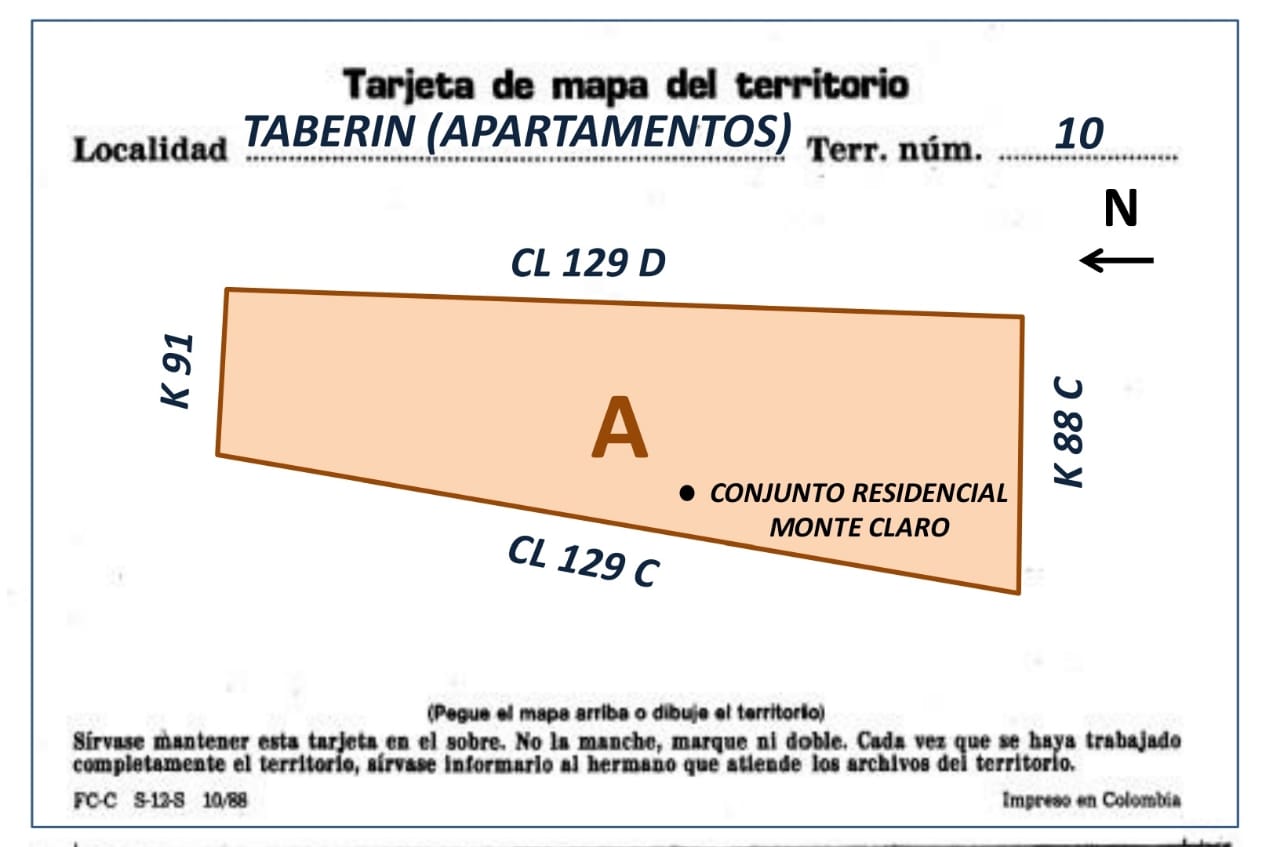 Tarjeta de mapa del territorio
Localidad TABERIN (APARTAMENTOS) Terr. núm. 10
N
CL 129 D
K 91
K 88 C
A
CONJUNTO RESIDENCIAL
MONTE CLARO
CL 129 C
(Pegue el mapa arriba o dibuje el territorio)
Sírvase mantener esta tarjeta en el sobre. No la manche, marque ni doble. Cada vez que se haya trabajado
completamente el territorio, sírvase informarlo al hermano que atiende los archivos del territorio.
FC-C S-12-S 10/88 Impreso en Colombia